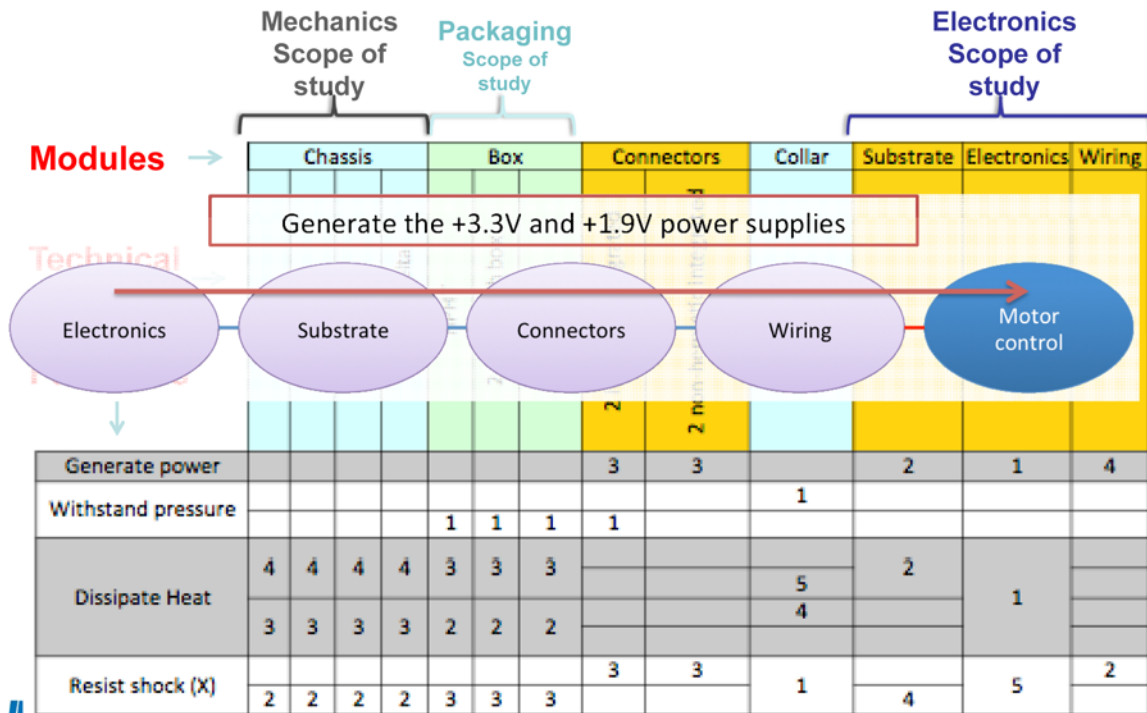 Mechanics
Scope of
study
Packaging
Scope of
study
Electronics
Scope of
study
Modules
Chassis Box Connectors Collar Substrate Electronics Wiring
Generate the +3.3V and +1.9V power supplies
Technical
Electronics Substrate Connectors Wiring Motor
control
2 non
Generate power 3 3 2 1 4
Withstand pressure 1
1 1 1 1
Dissipate Heat 4 4 4 4 3 3 3 2
5
1
4
3 3 3 3 2 2 2
Resist shock (X) 3 3 1 5 2
2 2 2 2 3 3 3 4